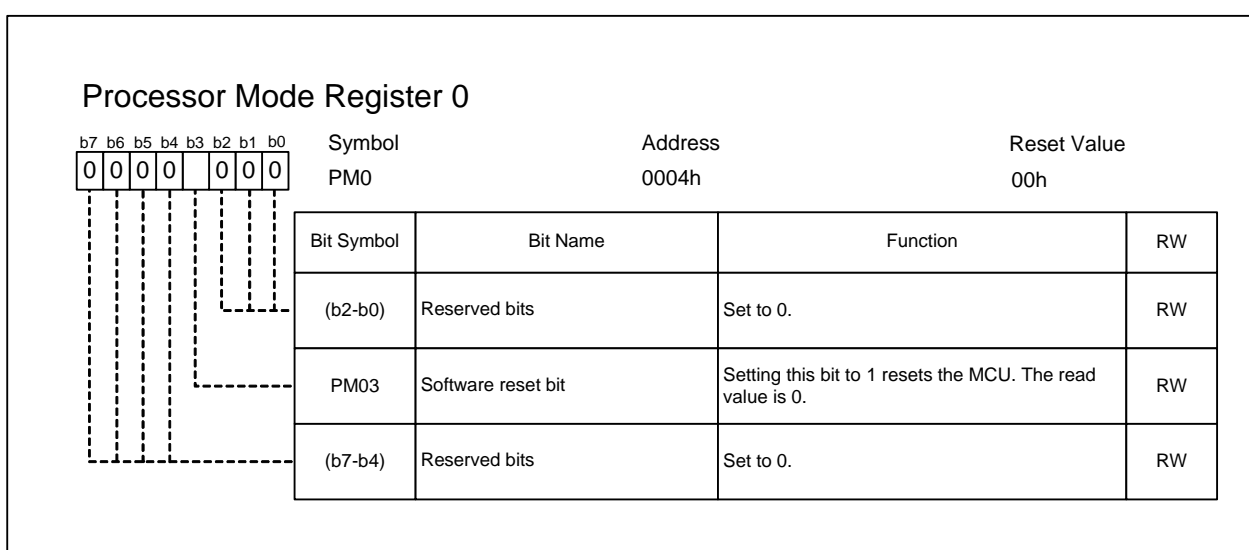 Processor Mode Register 0
b7 b6 b5 b4 b3 b2 b1 b0 Symbol Address Reset Value
0 0 0 0 0 0 0 PM0 0004h 00h
Bit Symbol Bit Name Function RW
(b2-b0) Reserved bits Set to 0. RW
PM03 Software reset bit Setting this bit to 1 resets the MCU. The read
value is 0. RW
(b7-b4) Reserved bits Set to 0. RW